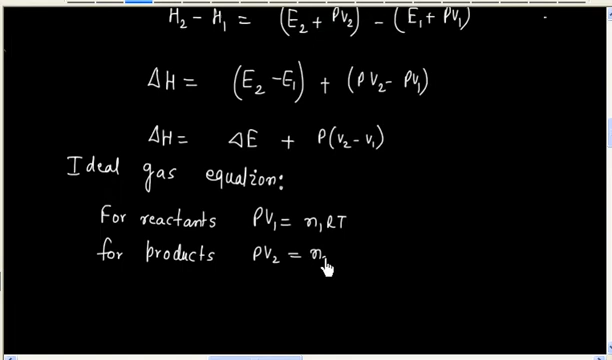 H₂ - H₁ = (E₂ + PV₂) - (E₁ + PV₁)
ΔH = (E₂ - E₁) + (PV₂ - PV₁)
ΔH = ΔE + P(V₂ - V₁)
Ideal gas equation:
For reactants PV₁ = n₁RT
for products PV₂ = n